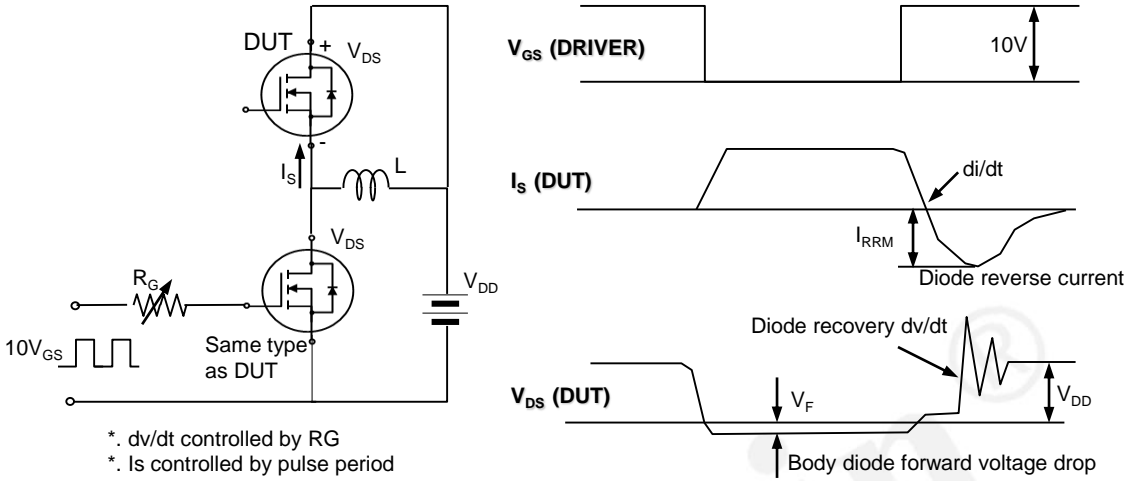 DUT
+
V_DS
-
I_S
L
V_DS
R_G
V_DD
10V_GS
Same type
as DUT
*. dv/dt controlled by RG
*. Is controlled by pulse period
V_GS (DRIVER)
10V
I_S (DUT)
di/dt
I_RRM
Diode reverse current
Diode recovery dv/dt
V_DS (DUT)
V_F
V_DD
Body diode forward voltage drop